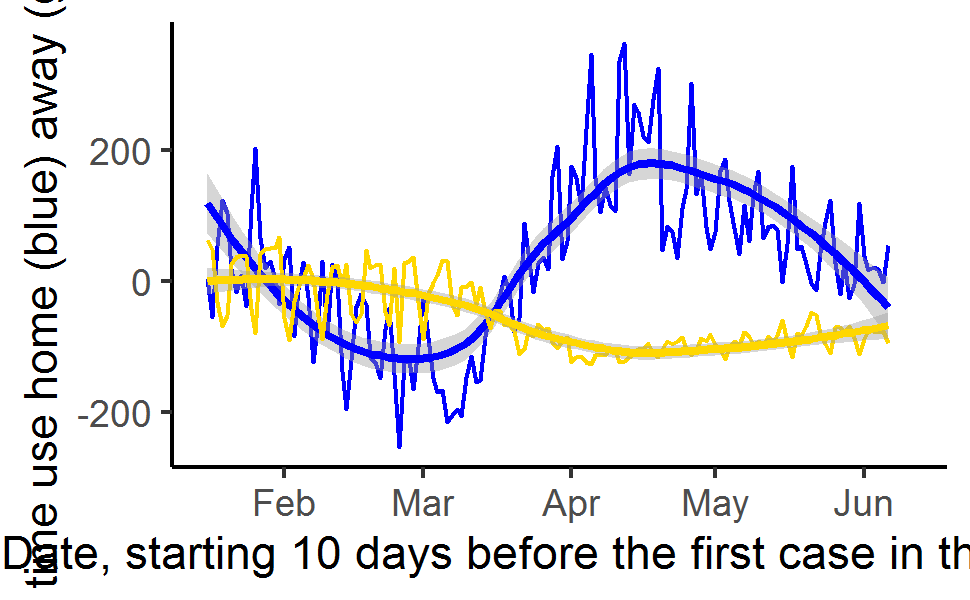 time use home (blue) away (
200
0
-200
Feb Mar Apr May Jun
Date, starting 10 days before the first case in th